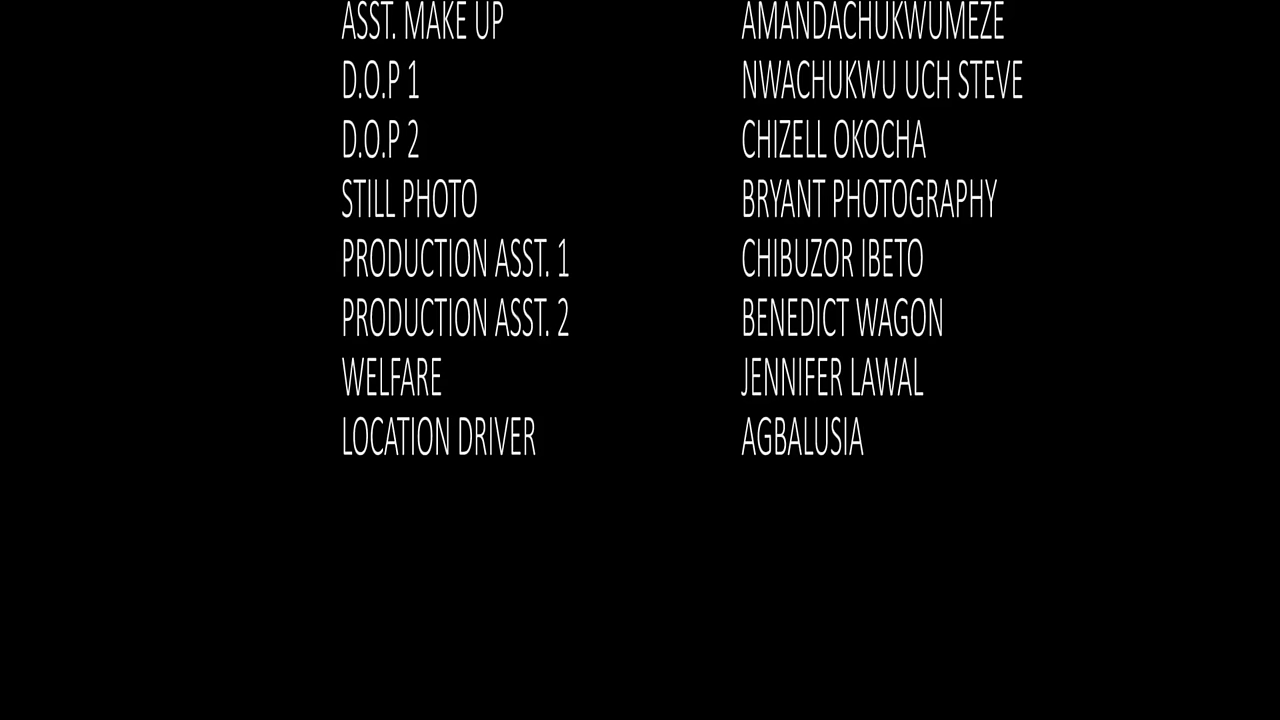 ASST. MAKE UP AMANDACHUKWUMEZE
D.O.P 1 NWACHUKWU UCH STEVE
D.O.P 2 CHIZELL OKOCHA
STILL PHOTO BRYANT PHOTOGRAPHY
PRODUCTION ASST. 1 CHIBUZOR IBETO
PRODUCTION ASST. 2 BENEDICT WAGON
WELFARE JENNIFER LAWAL
LOCATION DRIVER AGBALUSIA